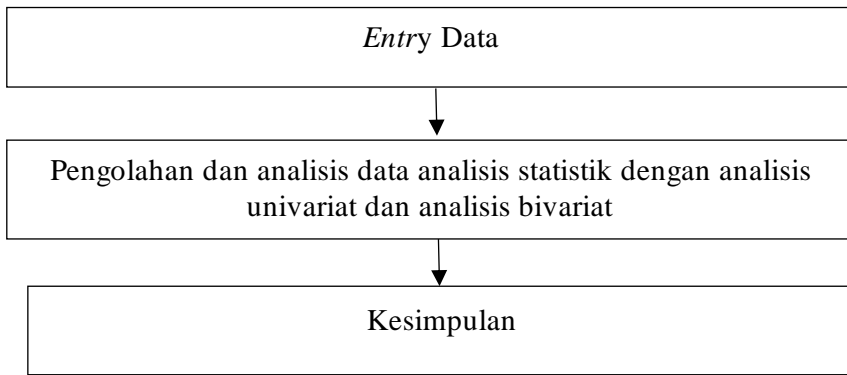 Entry Data
Pengolahan dan analisis data analisis statistik dengan analisis
univariat dan analisis bivariat
Kesimpulan